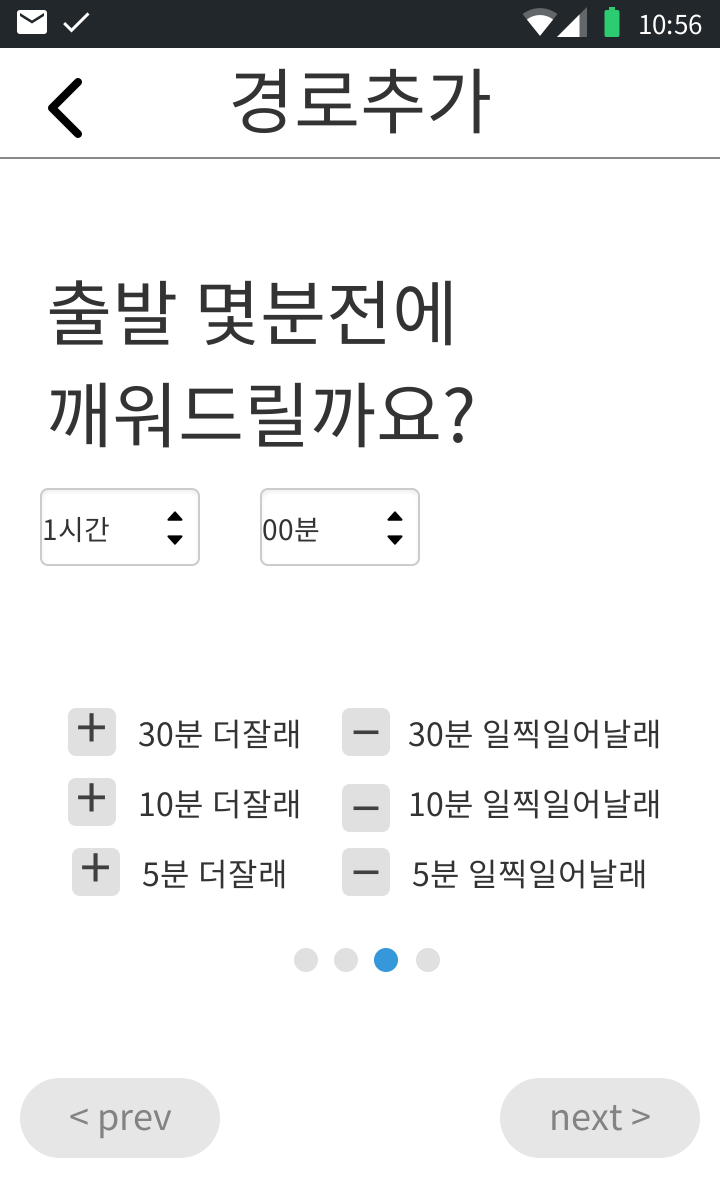 10:56
경로추가
출발 몇분전에
깨워드릴까요?
1시간 00분
+ 30분 더잘래 − 30분 일찍일어날래
+ 10분 더잘래 − 10분 일찍일어날래
+ 5분 더잘래 − 5분 일찍일어날래
< prev next >